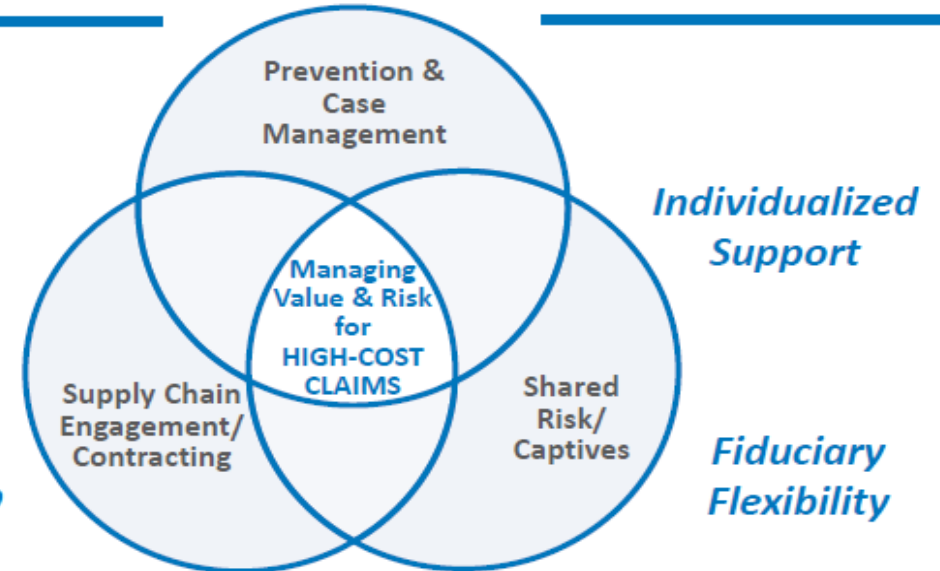 Prevention &
Case
Management
Individualized
Support
Managing
Value & Risk
for
HIGH-COST
CLAIMS
Supply Chain
Engagement/
Contracting
Shared
Risk/
Captives
Fiduciary
Flexibility